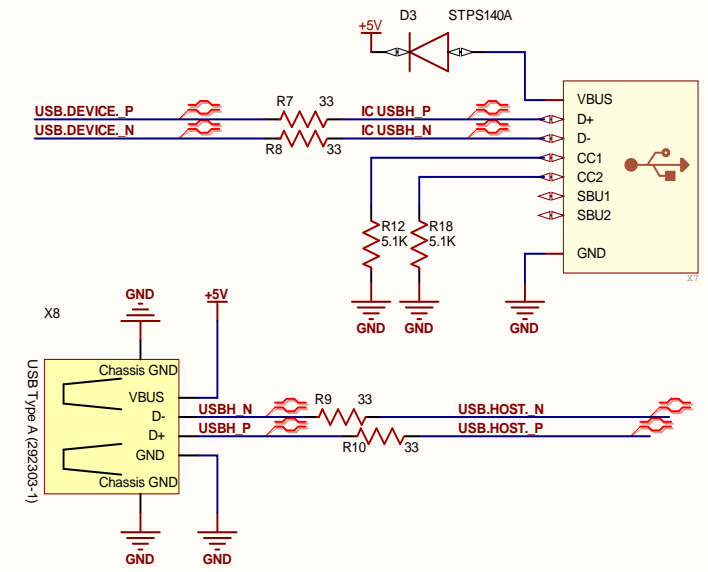 D3 STPS140A
+5V
VBUS
USB.DEVICE._P R7 33 IC USBH_P D+
USB.DEVICE._N R8 33 IC USBH_N D-
CC1
CC2
SBU1
SBU2
R12 5.1K
R18 5.1K
GND
X7
GND
GND
GND
X8
GND
+5V
USB Type A (292303-1)
Chassis GND
VBUS
D- USBH_N R9 33 USB.HOST._N
D+ USBH_P R10 33 USB.HOST._P
GND
Chassis GND
GND
GND